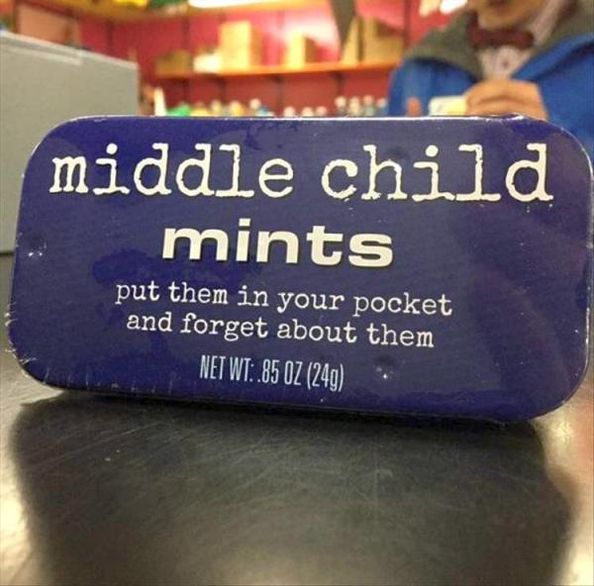 middle child
mints
put them in your pocket
and forget about them
NET WT: .85 OZ (24g)